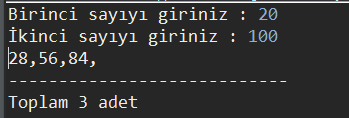 Birinci sayıyı giriniz : 20
İkinci sayıyı giriniz : 100
28,56,84,
----------------------------
Toplam 3 adet